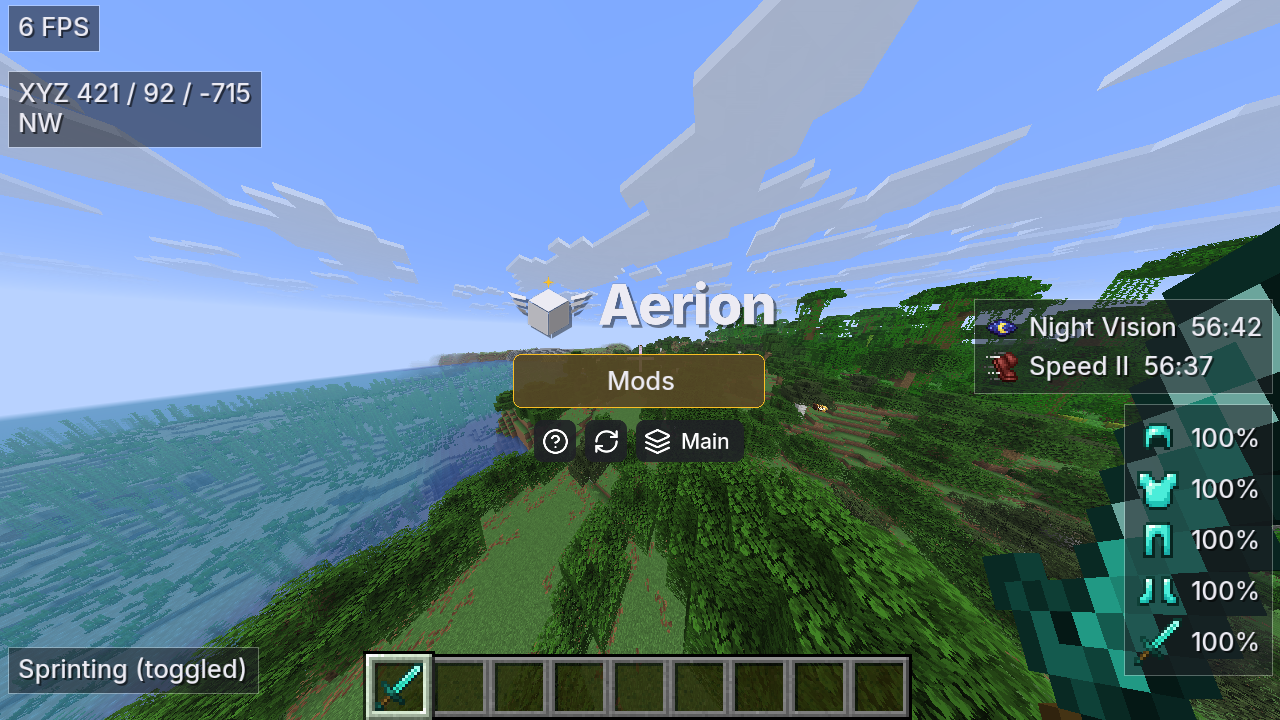 6 FPS
XYZ 421 / 92 / -715
NW
Aerion
Mods
Main
Night Vision 56:42
Speed II 56:37
100%
100%
100%
100%
100%
Sprinting (toggled)